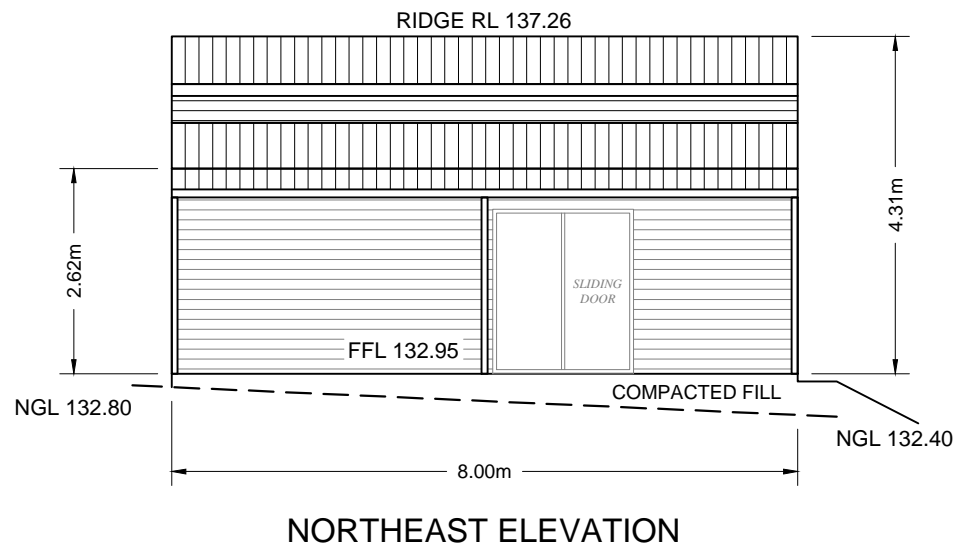 RIDGE RL 137.26
4.31m
2.62m
SLIDING
DOOR
FFL 132.95
COMPACTED FILL
NGL 132.80
NGL 132.40
8.00m
NORTHEAST ELEVATION